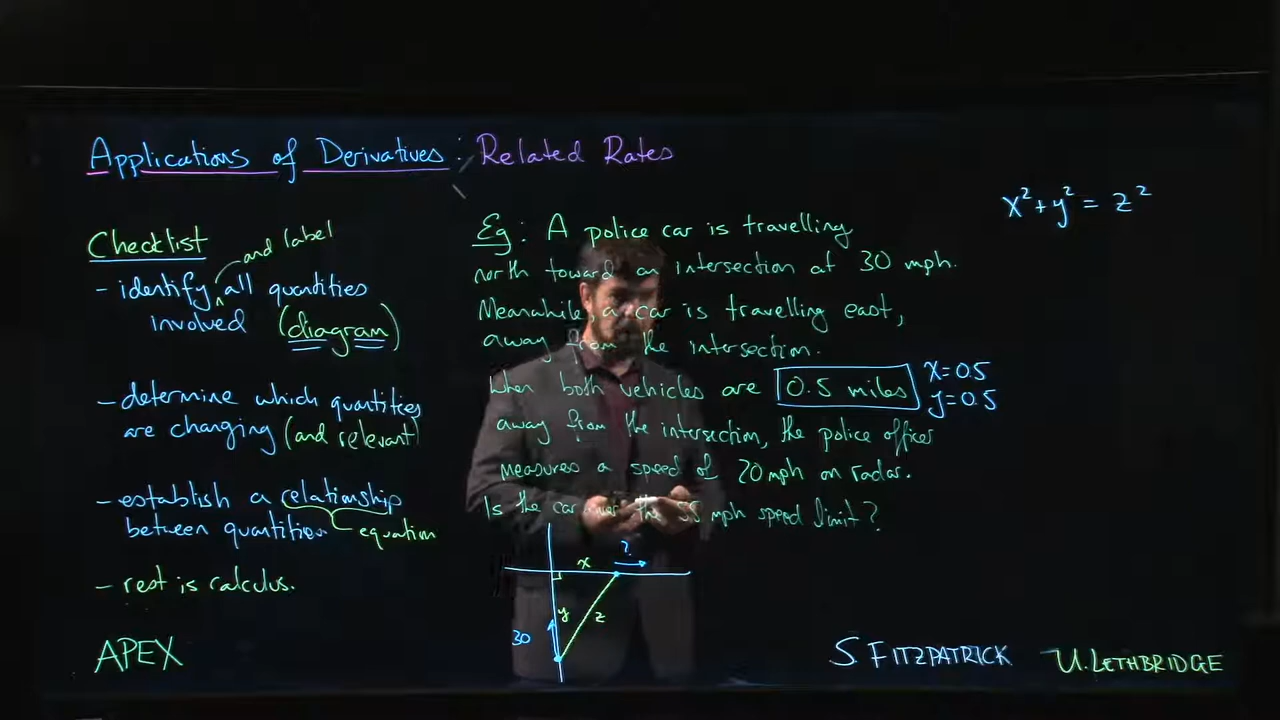 Applications of Derivatives : Related Rates
x² + y² = z²
Checklist
and label
- identify ^ all quantities
involved (diagram)
- determine which quantities
are changing (and relevant)
- establish a relationship
between quantities. equation
- rest is calculus.
Eg: A police car is travelling
north toward an intersection at 30 mph.
Meanwhile, a car is travelling east,
away from the intersection.
When both vehicles are 0.5 miles
x = 0.5
y = 0.5
away from the intersection, the police officer
measures a speed of 20mph on radar.
Is the car over the 55 mph speed limit?
?
x
y
z
30
APEX
S. FITZPATRICK
U. LETHBRIDGE